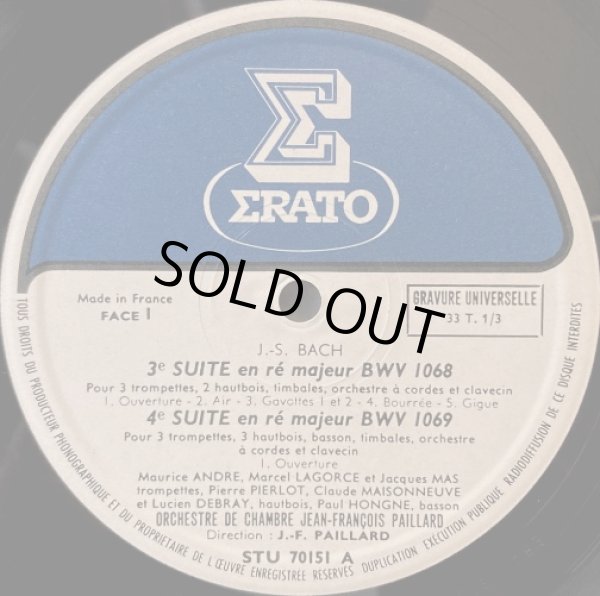 ΣRATO
SOLD OUT
Made in France
FACE 1
GRAVURE UNIVERSELLE
33 T. 1/3
J.-S. BACH
3e SUITE en ré majeur BWV 1068
Pour 3 trompettes, 2 hautbois, timbales, orchestre à cordes et clavecin
1. Ouverture - 2. Air - 3. Gavottes 1 et 2 - 4. Bourrée - 5. Gigue
4e SUITE en ré majeur BWV 1069
Pour 3 trompettes, 3 hautbois, basson, timbales, orchestre
à cordes et clavecin
1. Ouverture
Maurice ANDRE, Marcel LAGORCE et Jacques MAS
trompettes, Pierre PIERLOT, Claude MAISONNEUVE
et Lucien DEBRAY, hautbois, Paul HONGNE, basson
ORCHESTRE DE CHAMBRE JEAN-FRANÇOIS PAILLARD
Direction : J.-F. PAILLARD
STU 70151 A
TOUS DROITS DU PRODUCTEUR PHONOGRAPHIQUE ET DU PROPRIETAIRE DE L'ŒUVRE ENREGISTREE RESERVES DUPLICATION EXECUTION PUBLIQUE RADIODIFFUSION DE CE DISQUE INTERDITES